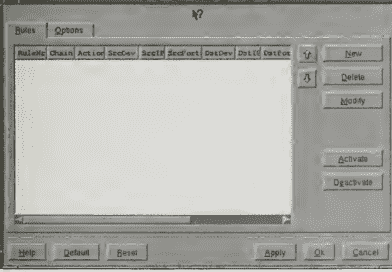 Rules Options
RuleNr Chain Action SrcDev SrcIP SrcPort DstDev DstIP DstPort
New
Delete
Modify
Activate
Deactivate
Help Default Reset Apply Ok Cancel